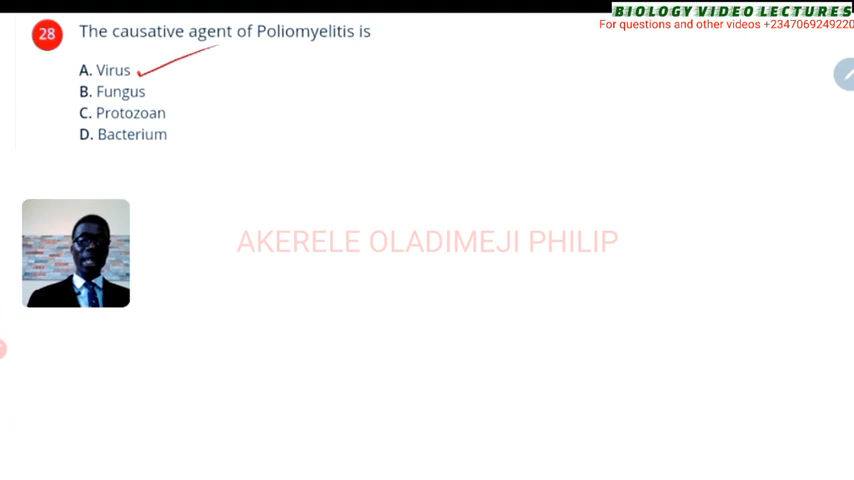 BIOLOGY VIDEO LECTURES
For questions and other videos +2347069249220
28 The causative agent of Poliomyelitis is
A. Virus
B. Fungus
C. Protozoan
D. Bacterium
AKERELE OLADIMEJI PHILIP